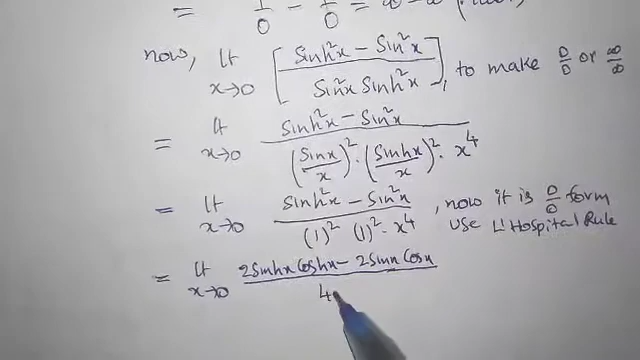 = 1/0 - 1/0 = ∞ - ∞
now, lt x→0 [ (Sinh²x - Sin²x) / (Sin²x Sinh²x) ], to make 0/0 or ∞/∞
= lt x→0 (Sinh²x - Sin²x) / ((Sinx/x)² · (Sinhx/x)² · x⁴)
= lt x→0 (Sinh²x - Sin²x) / ((1)² (1)² · x⁴), now it is 0/0 form
use L'Hospital Rule
= lt x→0 (2Sinhx Coshx - 2Sinx Cosx) / 4